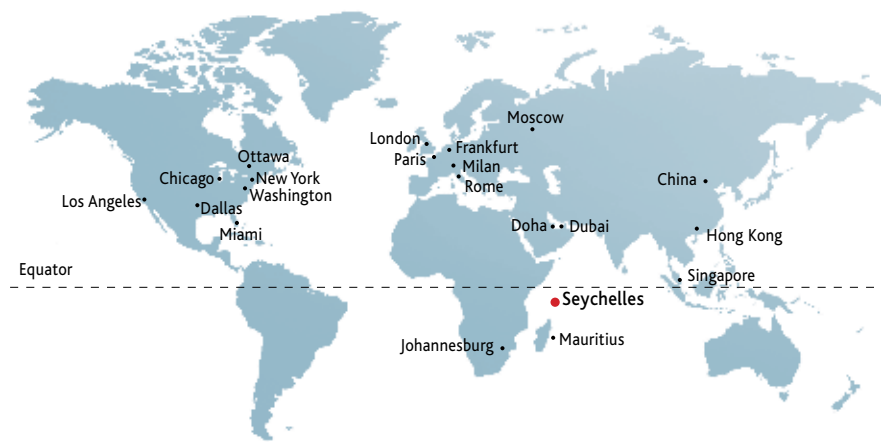 Moscow
London
Frankfurt
Ottawa
Paris
Milan
Chicago
New York
China
Rome
Washington
Los Angeles
Dallas
Doha
Dubai
Miami
Hong Kong
Equator
Singapore
Seychelles
Mauritius
Johannesburg